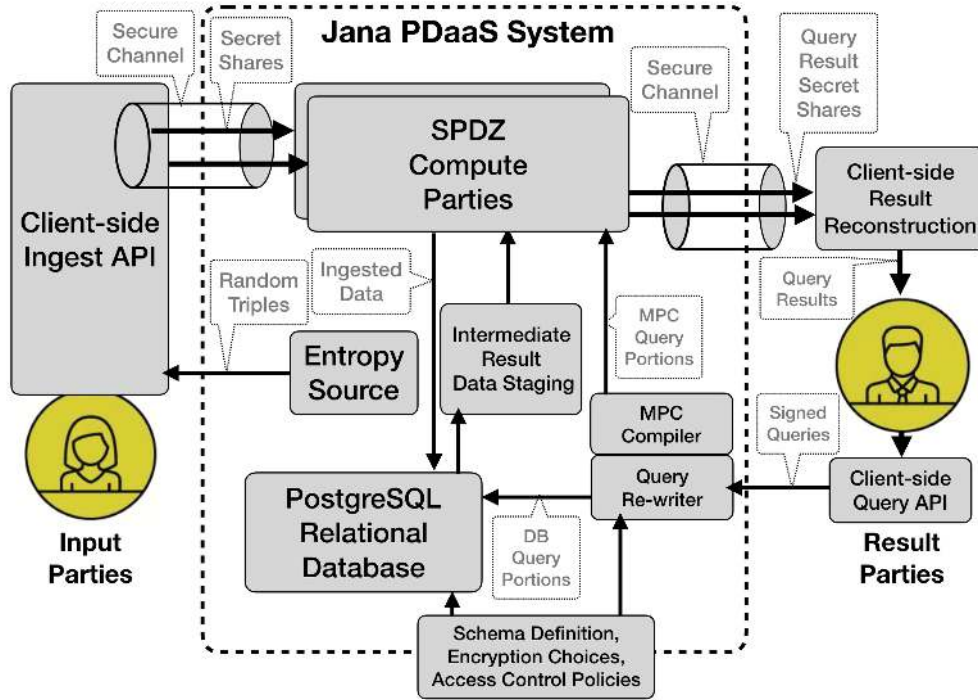 Jana PDaaS System
Secure
Channel
Secret
Shares
Secure
Channel
Query
Result
Secret
Shares
SPDZ
Compute
Parties
Client-side
Ingest API
Client-side
Result
Reconstruction
Random
Triples
Ingested
Data
Query
Results
MPC
Query
Portions
Intermediate
Result
Data Staging
Entropy
Source
MPC
Compiler
Signed
Queries
Query
Re-writer
Client-side
Query API
PostgreSQL
Relational
Database
DB
Query
Portions
Input
Parties
Result
Parties
Schema Definition,
Encryption Choices,
Access Control Policies